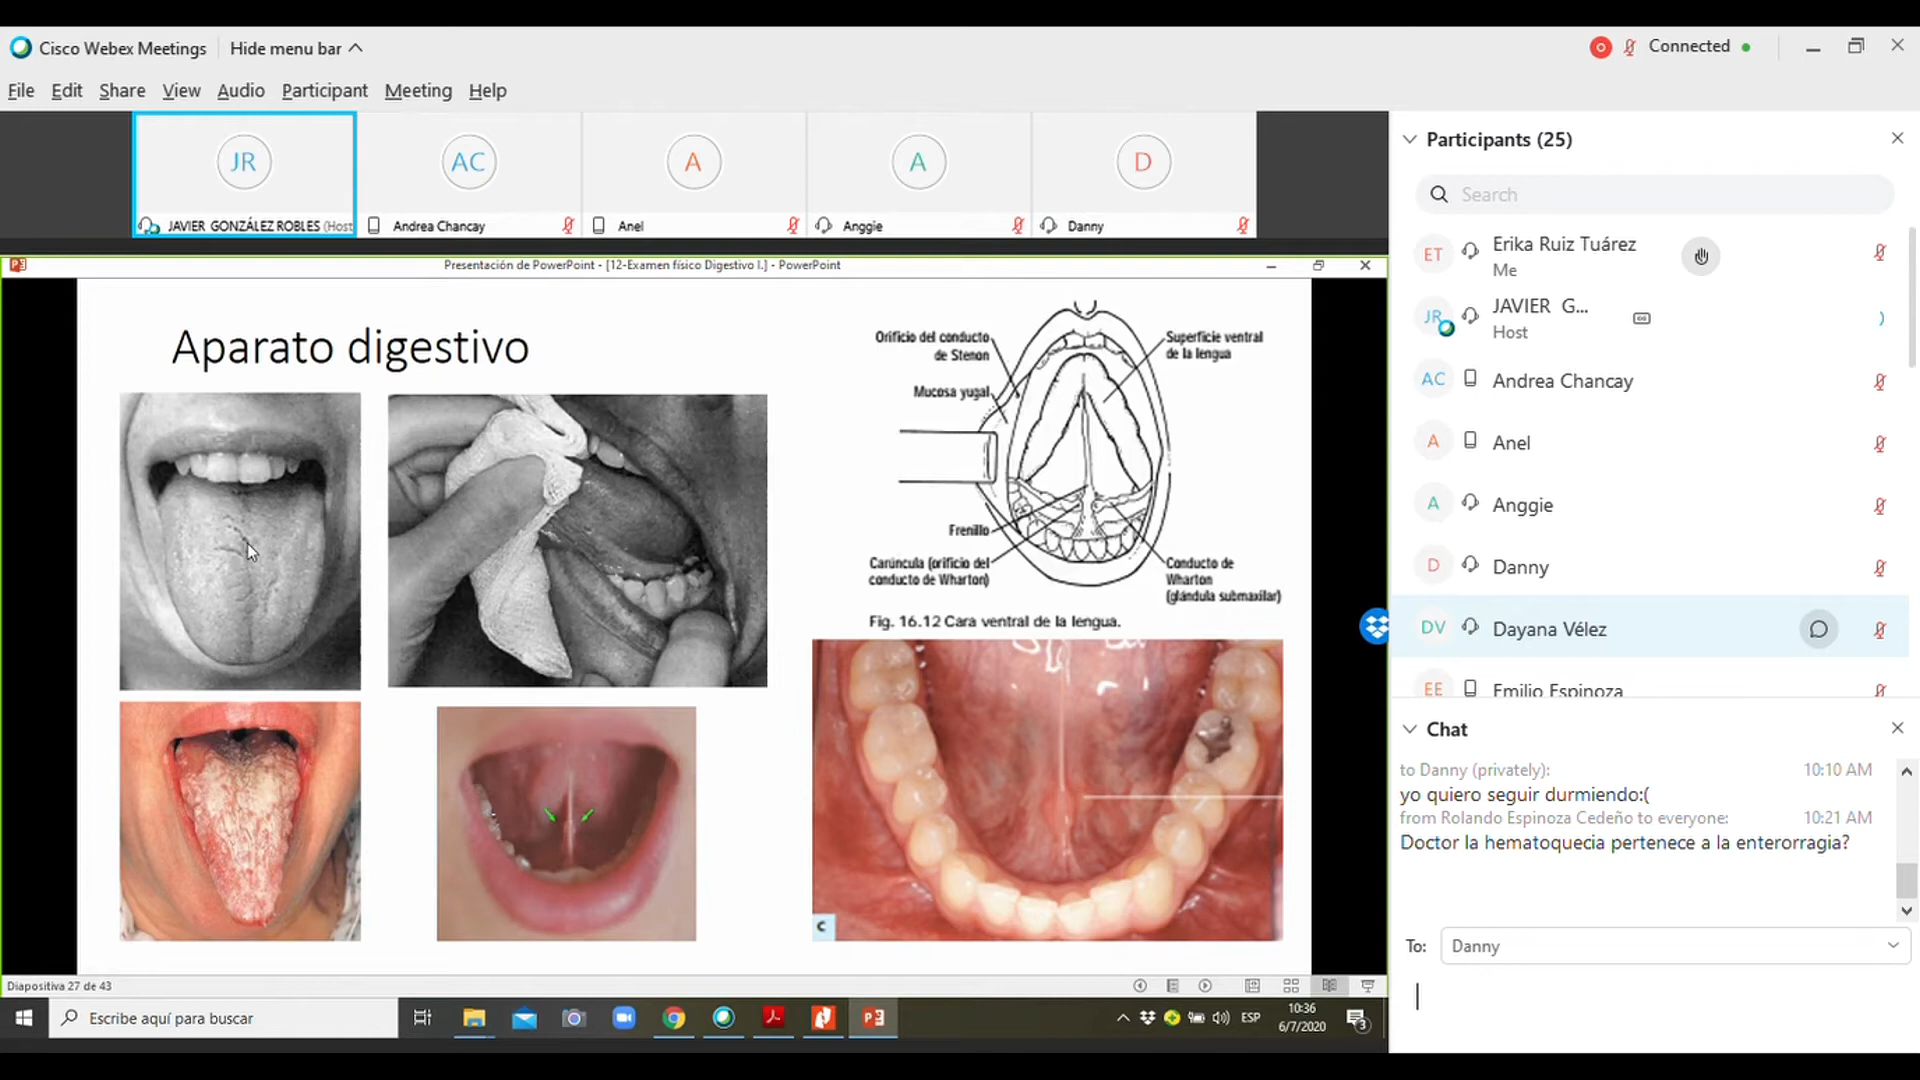 Cisco Webex Meetings
Hide menu bar
Connected
File Edit Share View Audio Participant Meeting Help
JR
AC
A
A
D
JAVIER GONZÁLEZ ROBLES (Host
Andrea Chancay
Anel
Anggie
Danny
Presentación de PowerPoint - [12-Examen físico Digestivo I.] - PowerPoint
Aparato digestivo
Orificio del conducto
de Stenon
Mucosa yugal
Superficie ventral
de la lengua
Frenillo
Carúncula (orificio del
conducto de Wharton)
Conducto de
Wharton
(glándula submaxilar)
Fig. 16.12 Cara ventral de la lengua.
C
Diapositiva 27 de 43
Escribe aquí para buscar
ESP
10:36
6/7/2020
3
Participants (25)
Search
ET
Erika Ruiz Tuárez
Me
JR
JAVIER G...
Host
AC
Andrea Chancay
A
Anel
A
Anggie
D
Danny
DV
Dayana Vélez
EE
Emilio Espinoza
Chat
to Danny (privately):
10:10 AM
yo quiero seguir durmiendo:(
from Rolando Espinoza Cedeño to everyone:
10:21 AM
Doctor la hematoquecia pertenece a la enterorragia?
To:
Danny